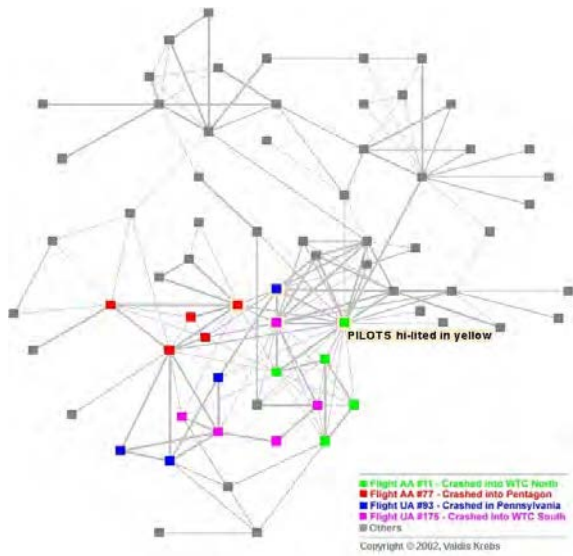 PILOTS hi-lited in yellow
Flight AA #11 - Crashed into WTC North
Flight AA #77 - Crashed into Pentagon
Flight UA #93 - Crashed in Pennsylvania
Flight UA #175 - Crashed into WTC South
Others
Copyright © 2002, Valdis Krebs